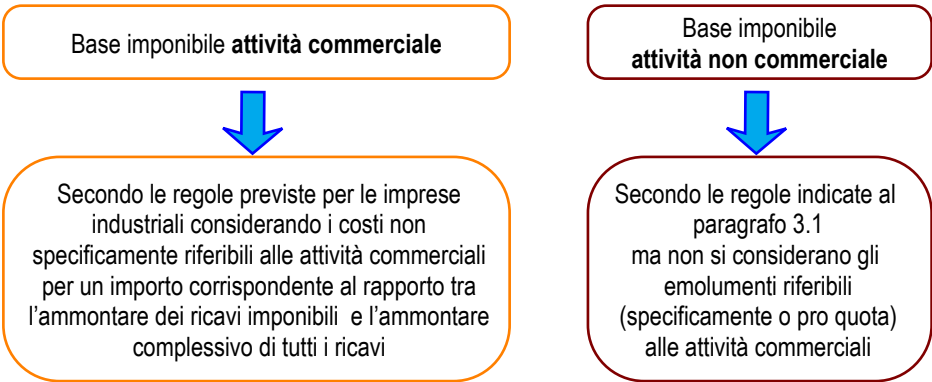 Base imponibile attività commerciale
Base imponibile
attività non commerciale
Secondo le regole previste per le imprese
industriali considerando i costi non
specificamente riferibili alle attività commerciali
per un importo corrispondente al rapporto tra
l'ammontare dei ricavi imponibili e l'ammontare
complessivo di tutti i ricavi
Secondo le regole indicate al
paragrafo 3.1
ma non si considerano gli
emolumenti riferibili
(specificamente o pro quota)
alle attività commerciali